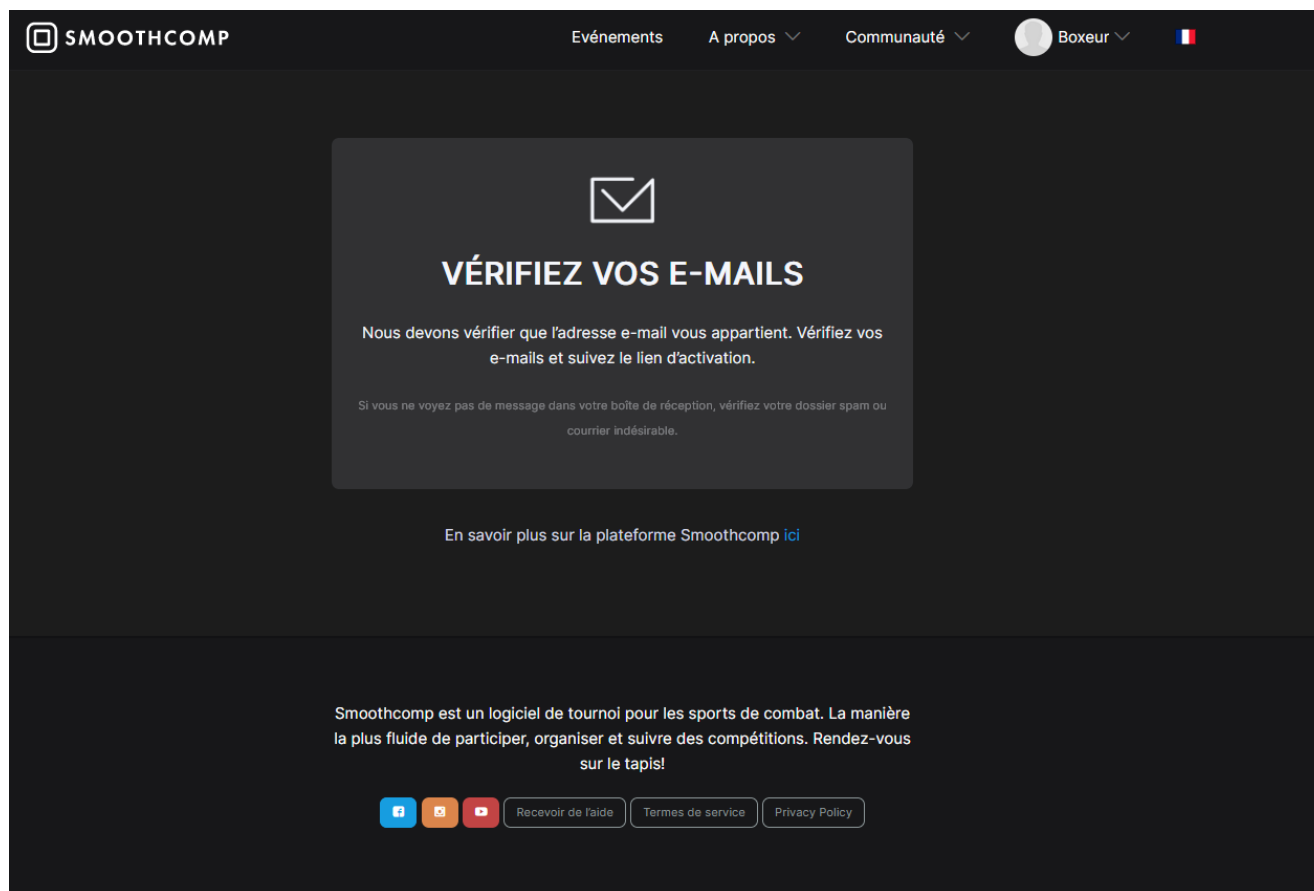 SMOOTHCOMP
Evénements
A propos
Communauté
Boxeur
VÉRIFIEZ VOS E-MAILS
Nous devons vérifier que l'adresse e-mail vous appartient. Vérifiez vos
e-mails et suivez le lien d'activation.
Si vous ne voyez pas de message dans votre boîte de réception, vérifiez votre dossier spam ou
courrier indésirable.
En savoir plus sur la plateforme Smoothcomp ici
Smoothcomp est un logiciel de tournoi pour les sports de combat. La manière
la plus fluide de participer, organiser et suivre des compétitions. Rendez-vous
sur le tapis!
Recevoir de l'aide
Termes de service
Privacy Policy